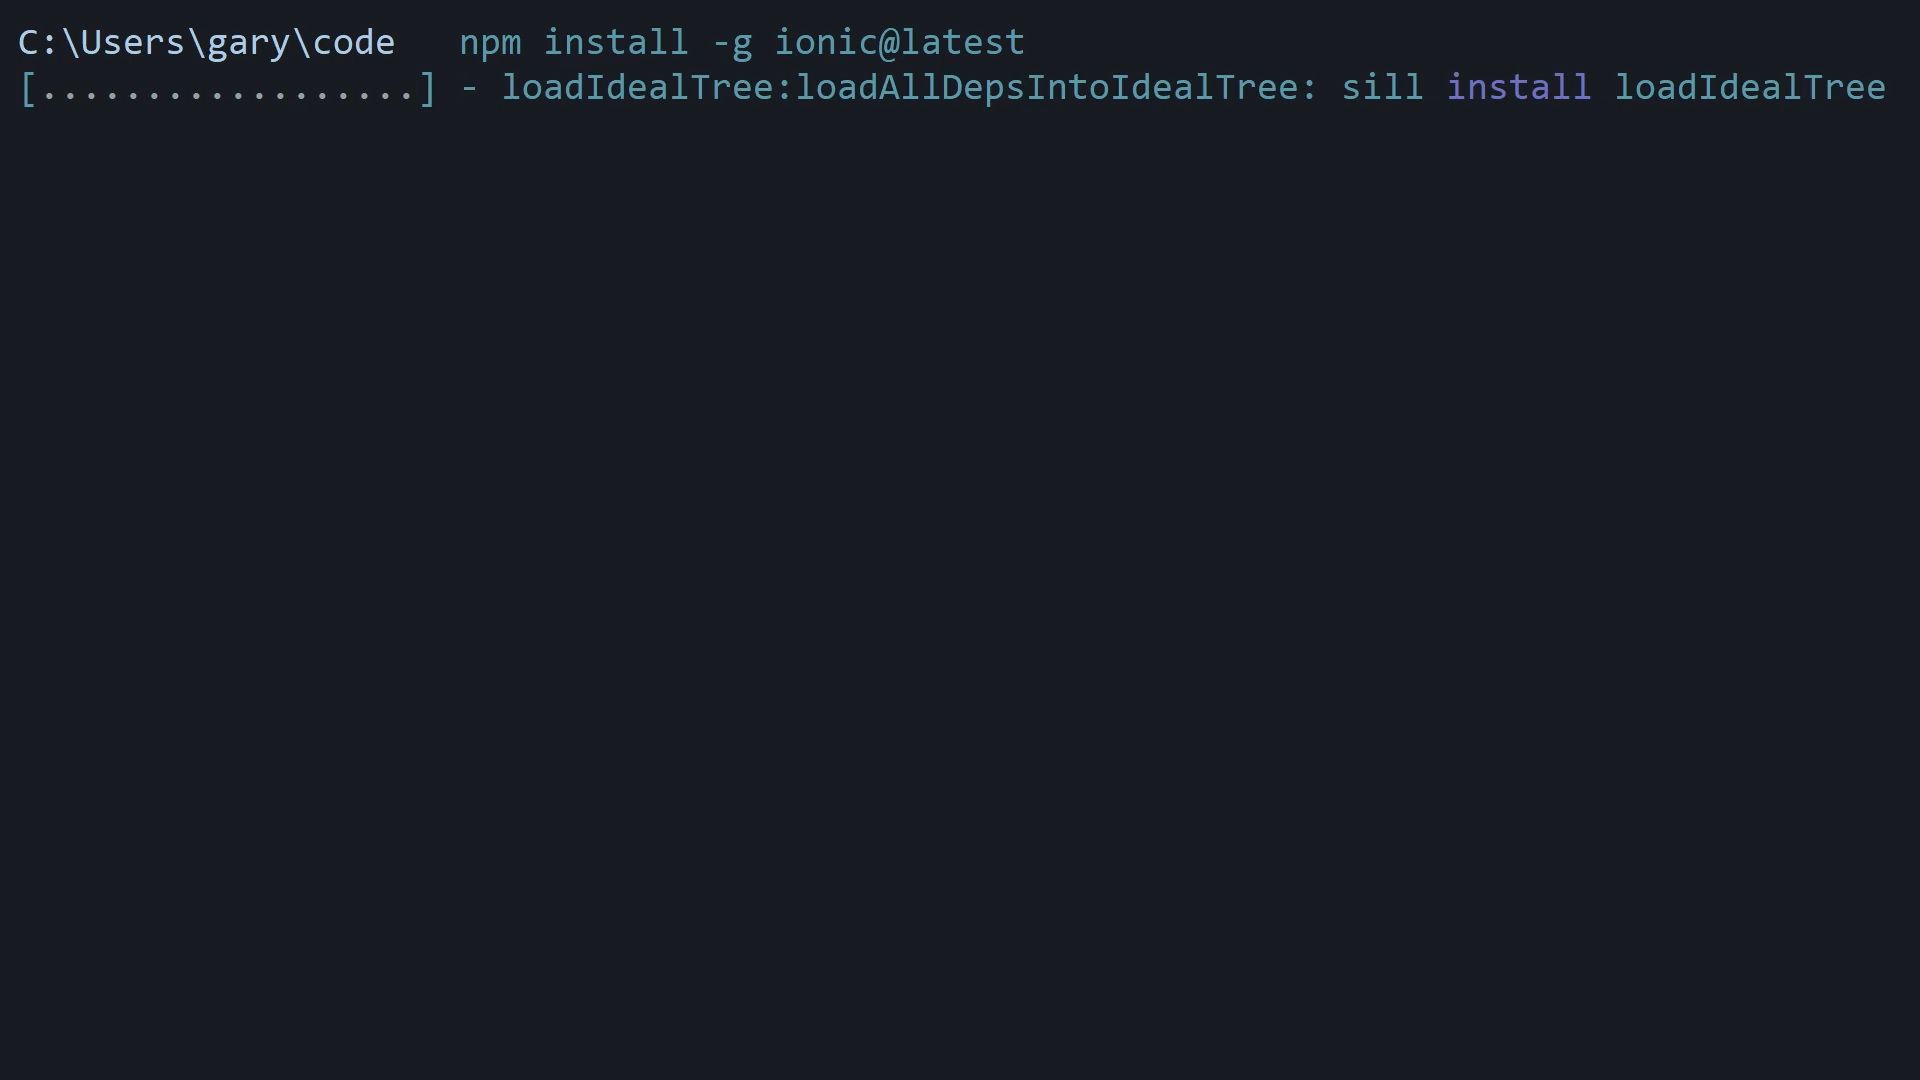 C:\Users\gary\code   npm install -g ionic@latest
[..................] - loadIdealTree:loadAllDepsIntoIdealTree: sill install loadIdealTree